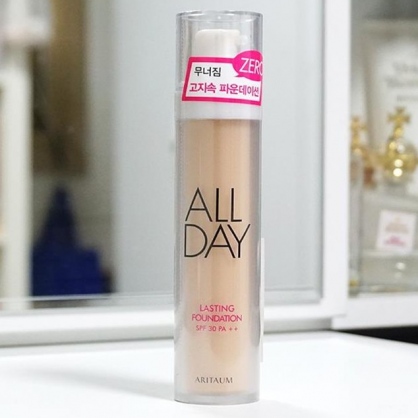 ZERO
무너짐
고지속 파운데이션
ALL
DAY
LASTING
FOUNDATION
SPF 30 PA ++
ARITAUM